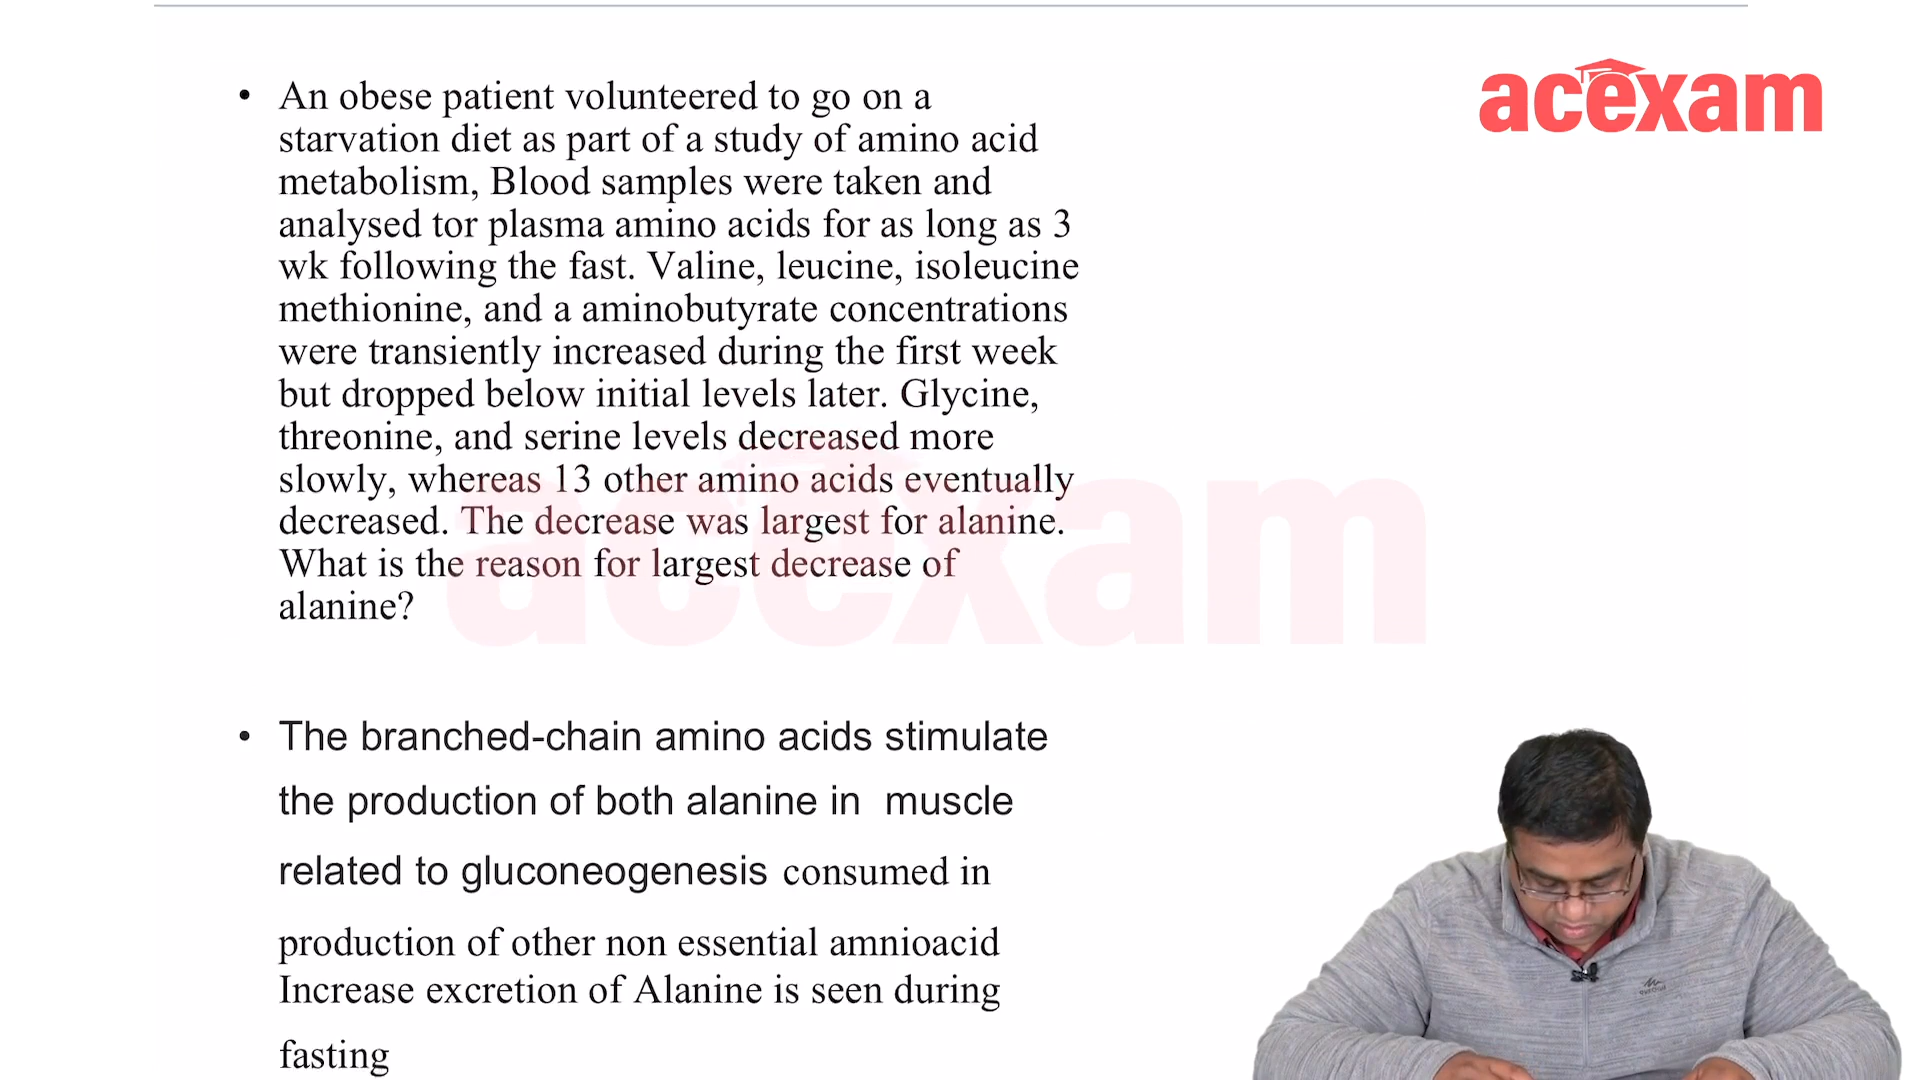 acexam
• An obese patient volunteered to go on a
starvation diet as part of a study of amino acid
metabolism, Blood samples were taken and
analysed tor plasma amino acids for as long as 3
wk following the fast. Valine, leucine, isoleucine
methionine, and a aminobutyrate concentrations
were transiently increased during the first week
but dropped below initial levels later. Glycine,
threonine, and serine levels decreased more
slowly, whereas 13 other amino acids eventually
decreased. The decrease was largest for alanine.
What is the reason for largest decrease of
alanine?
acexam
• The branched-chain amino acids stimulate
the production of both alanine in muscle
related to gluconeogenesis consumed in
production of other non essential amnioacid
Increase excretion of Alanine is seen during
fasting